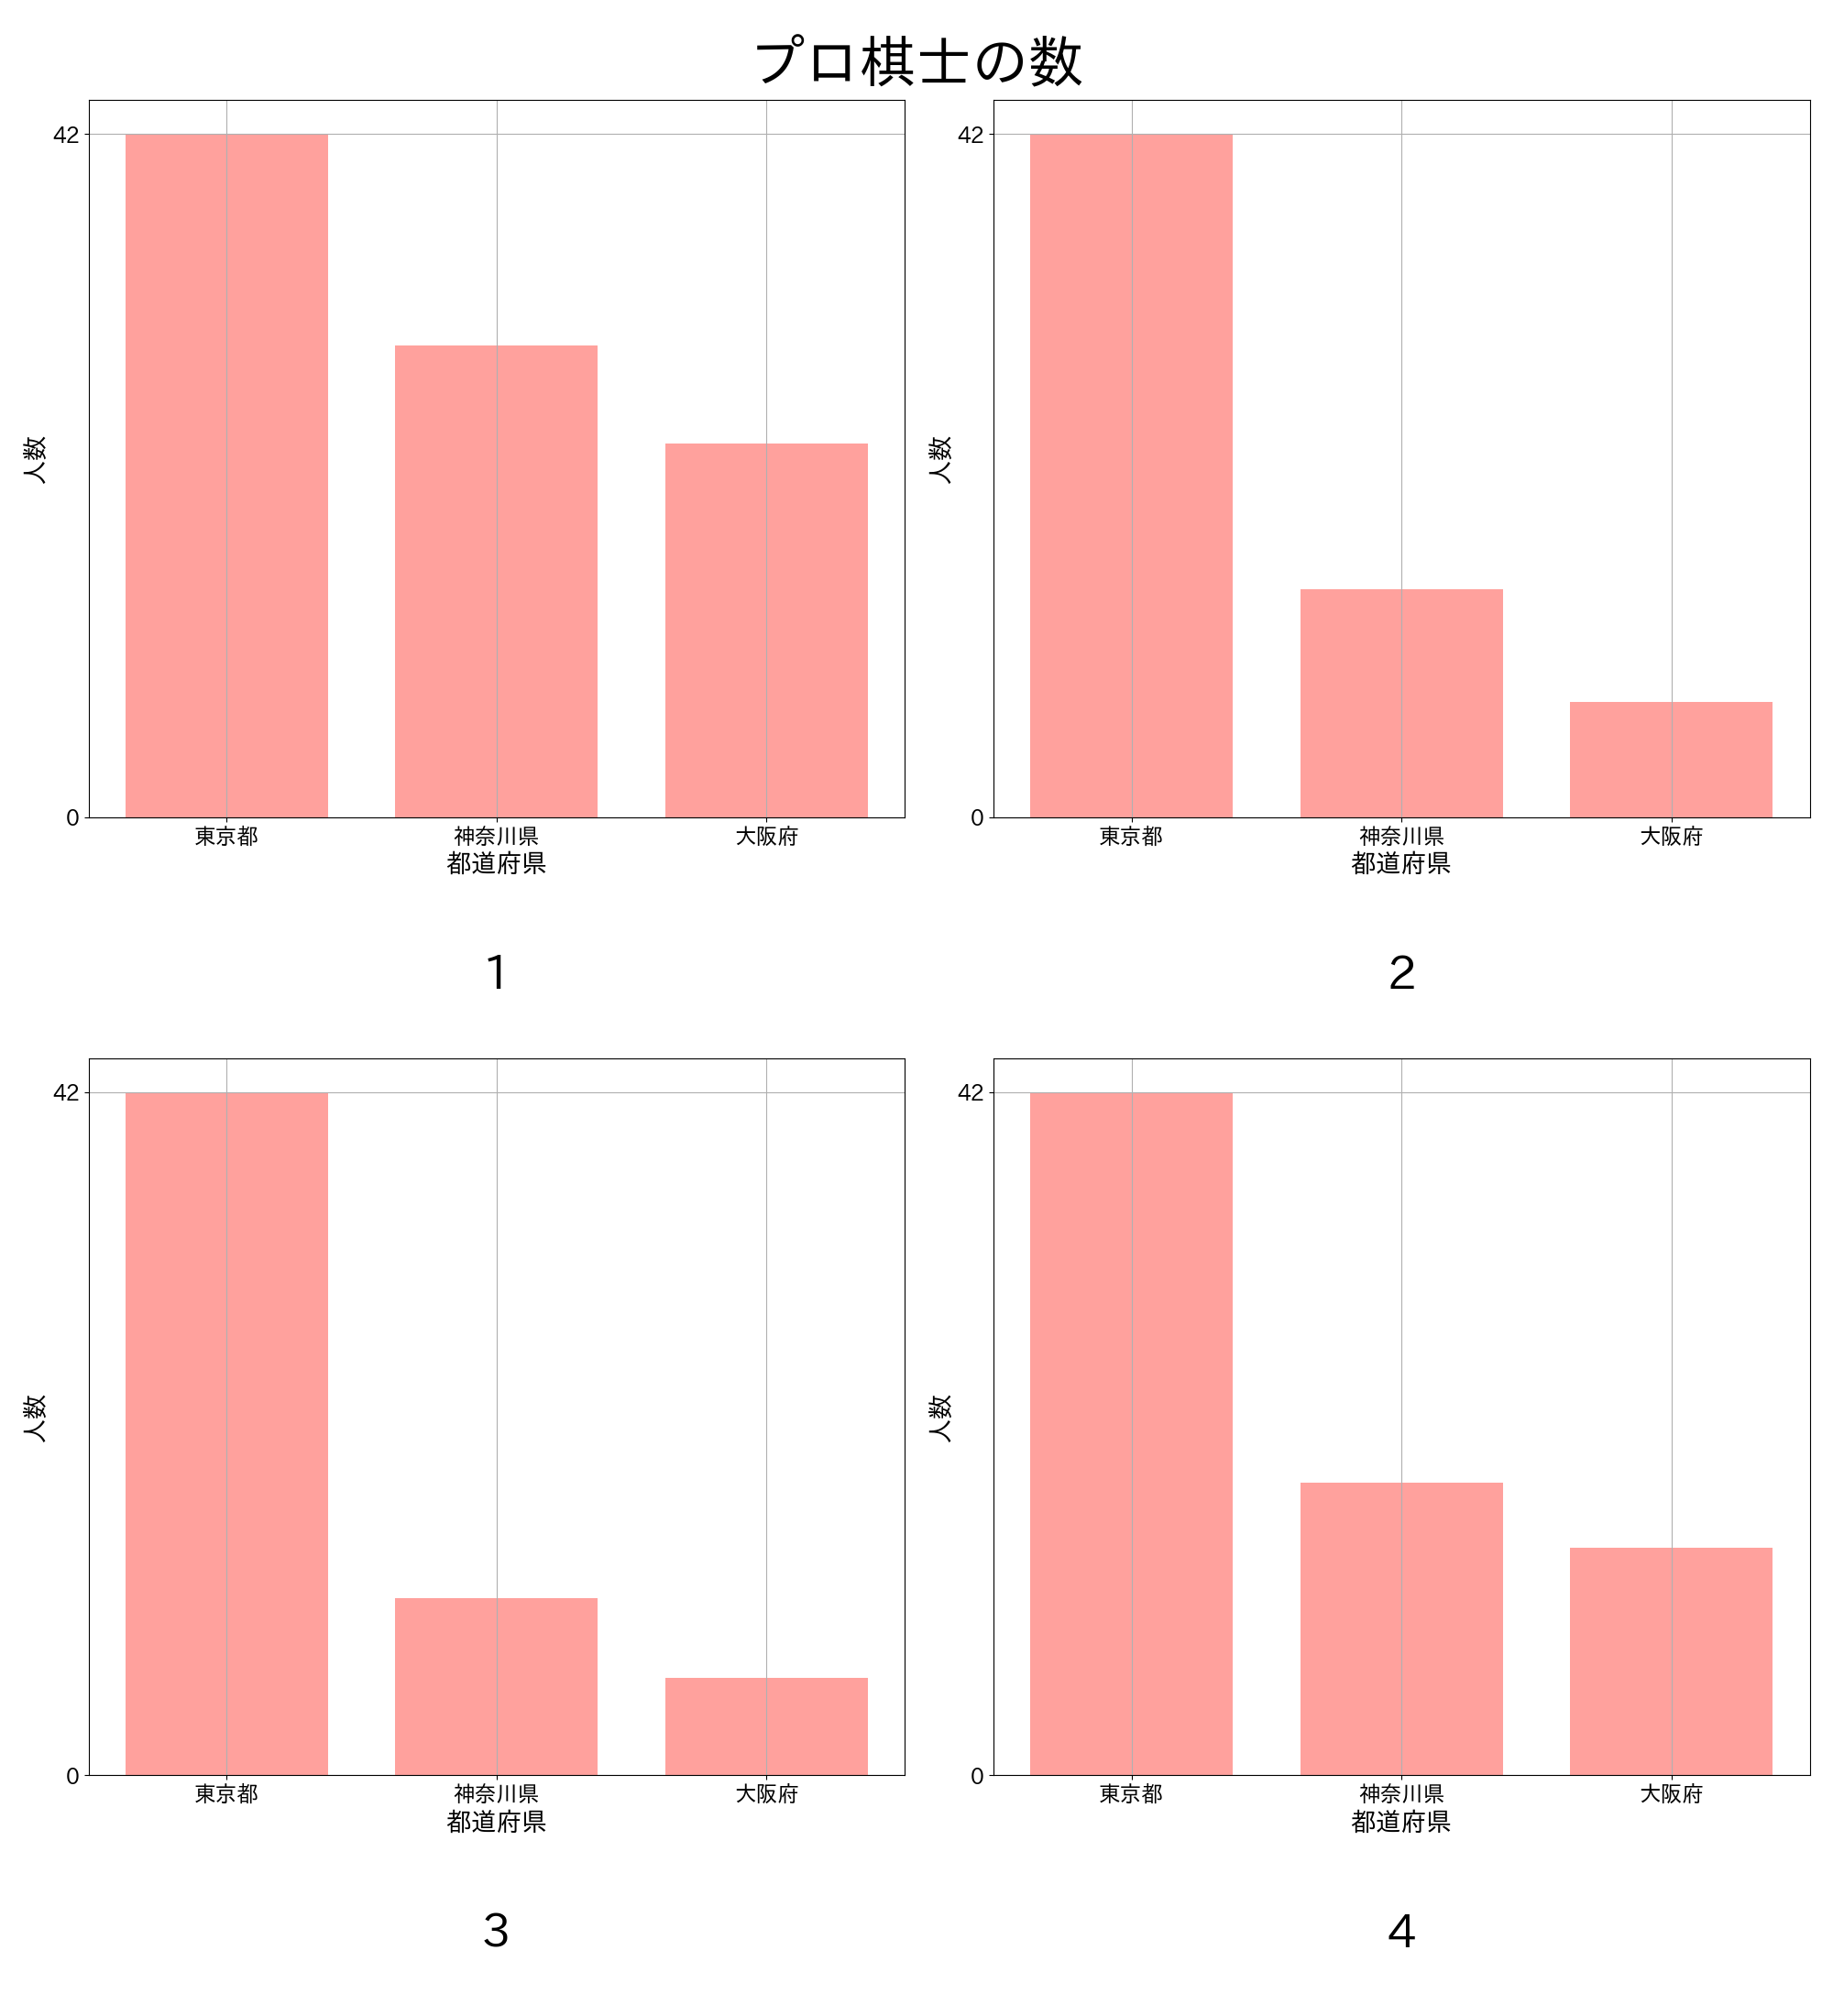 プロ棋士の数
42
人数
0
東京都 神奈川県 大阪府
都道府県
1
42
人数
0
東京都 神奈川県 大阪府
都道府県
2
42
人数
0
東京都 神奈川県 大阪府
都道府県
3
42
人数
0
東京都 神奈川県 大阪府
都道府県
4